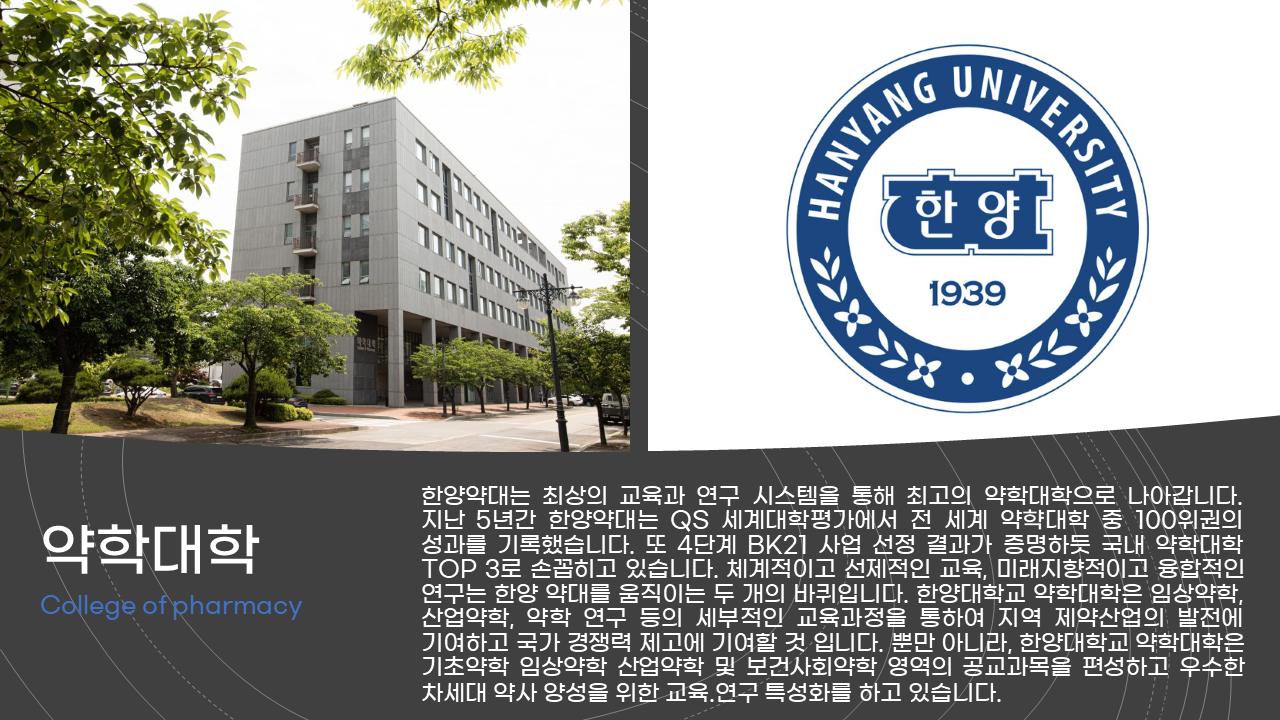 약학대학
HANYANG UNIVERSITY
한양
1939
약학대학
College of pharmacy
한양약대는 최상의 교육과 연구 시스템을 통해 최고의 약학대학으로 나아갑니다.
지난 5년간 한양약대는 QS 세계대학평가에서 전 세계 약학대학 중 100위권의
성과를 기록했습니다. 또 4단계 BK21 사업 선정 결과가 증명하듯 국내 약학대학
TOP 3로 손꼽히고 있습니다. 체계적이고 선제적인 교육, 미래지향적이고 융합적인
연구는 한양 약대를 움직이는 두 개의 바퀴입니다. 한양대학교 약학대학은 임상약학,
산업약학, 약학 연구 등의 세부적인 교육과정을 통하여 지역 제약산업의 발전에
기여하고 국가 경쟁력 제고에 기여할 것 입니다. 뿐만 아니라, 한양대학교 약학대학은
기초약학 임상약학 산업약학 및 보건사회약학 영역의 공교과목을 편성하고 우수한
차세대 약사 양성을 위한 교육.연구 특성화를 하고 있습니다.